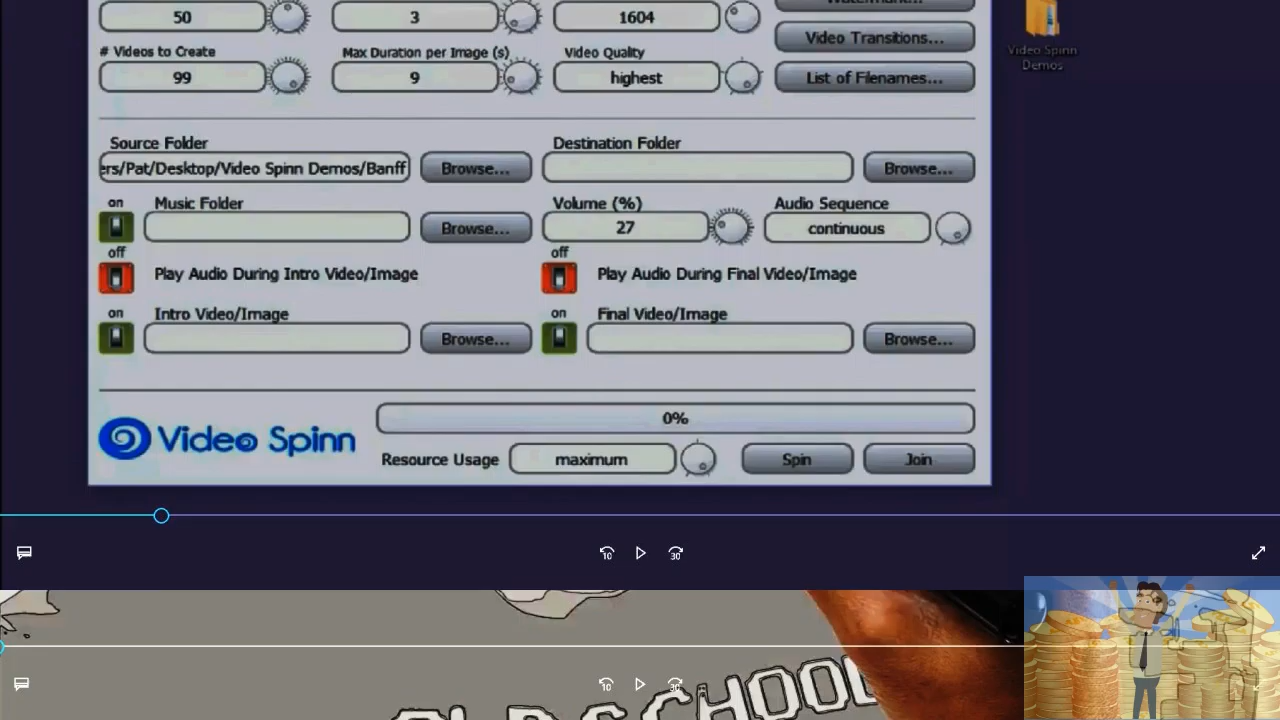 50 3 1604
Video Spinn
Demos
# Videos to Create Max Duration per Image (s) Video Quality
Video Transitions...
99 9 highest
List of Filenames...
Source Folder Destination Folder
ers/Pat/Desktop/Video Spinn Demos/Banff Browse... Browse...
on Music Folder Volume (%) Audio Sequence
Browse... 27 continuous
off off
Play Audio During Intro Video/Image Play Audio During Final Video/Image
on Intro Video/Image on Final Video/Image
Browse... Browse...
0%
Video Spinn
Resource Usage maximum Spin Join
10 30
10 30